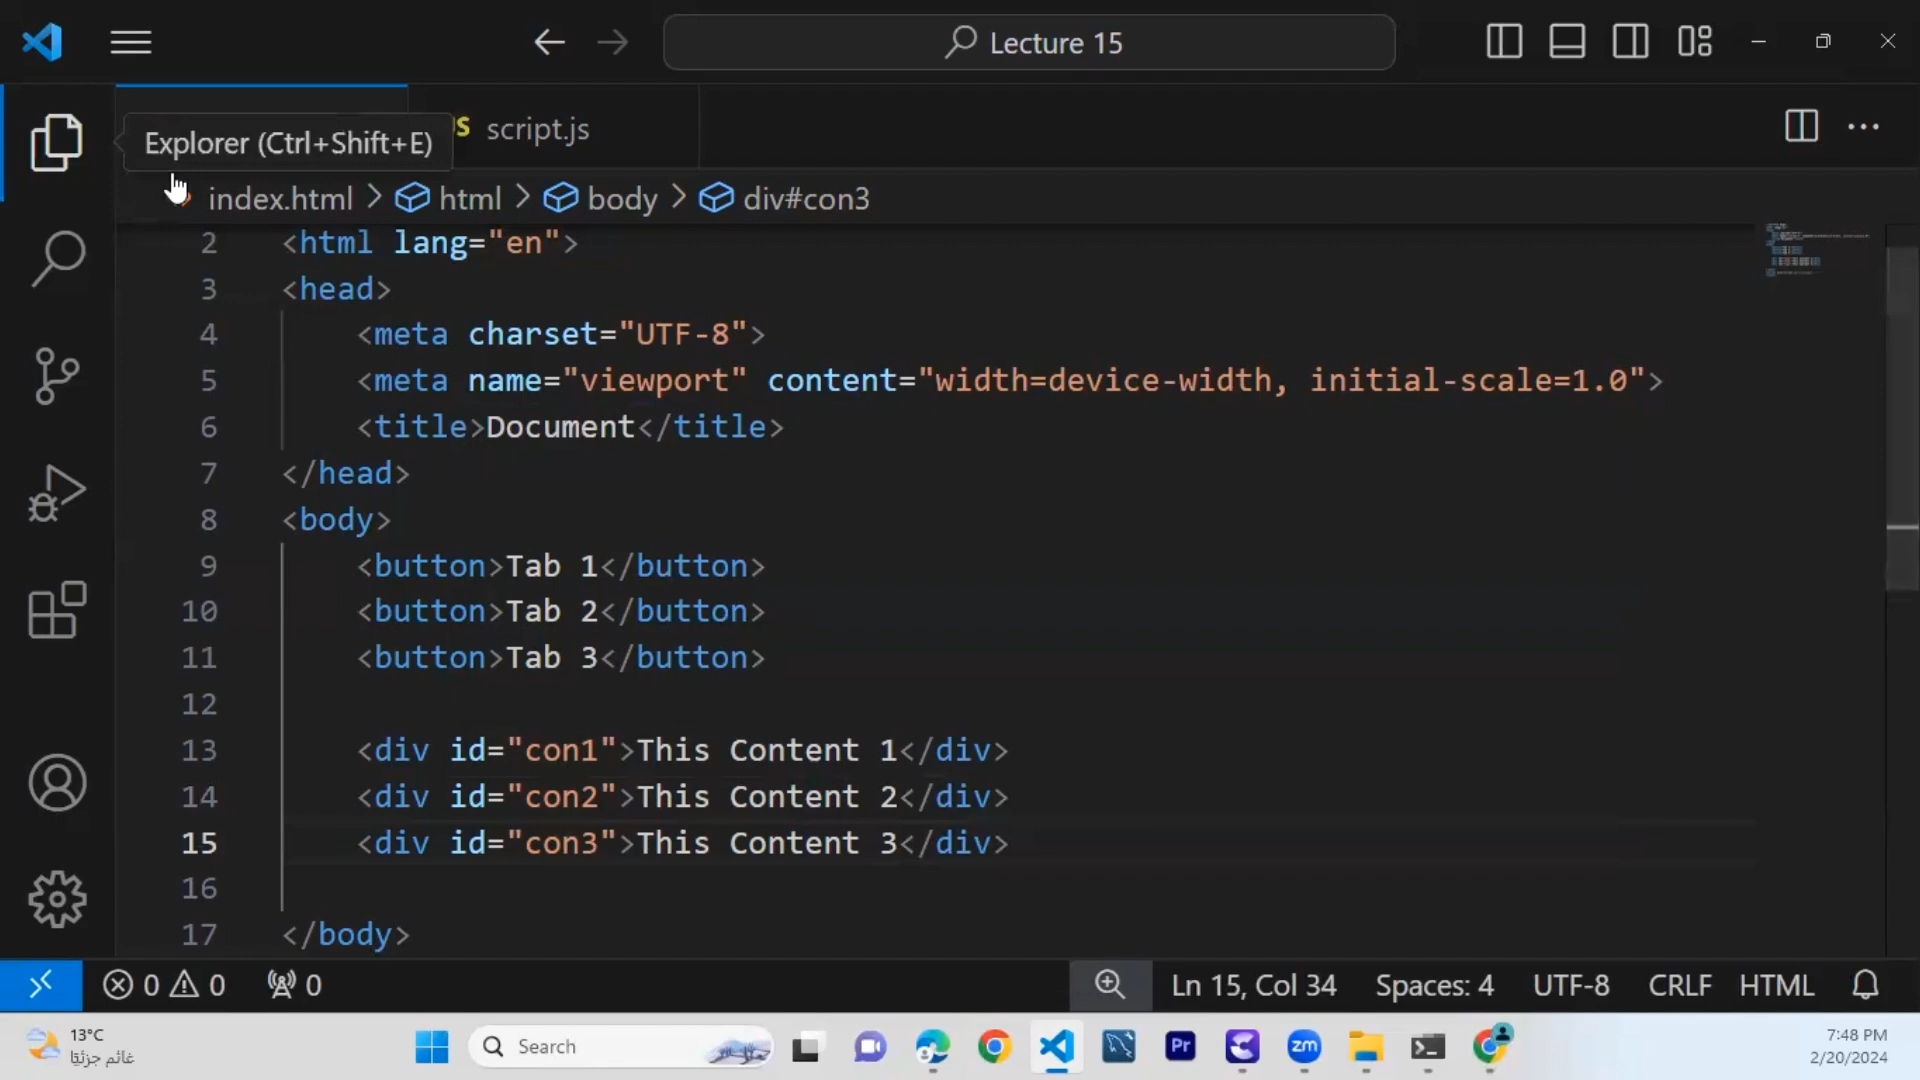 Lecture 15
Explorer (Ctrl+Shift+E)
S script.js
index.html > html > body > div#con3
2 <html lang="en">
3 <head>
4 <meta charset="UTF-8">
5 <meta name="viewport" content="width=device-width, initial-scale=1.0">
6 <title>Document</title>
7 </head>
8 <body>
9 <button>Tab 1</button>
10 <button>Tab 2</button>
11 <button>Tab 3</button>
12
13 <div id="con1">This Content 1</div>
14 <div id="con2">This Content 2</div>
15 <div id="con3">This Content 3</div>
16
17 </body>
0 0 0 Ln 15, Col 34 Spaces: 4 UTF-8 CRLF HTML
13°C
غائم جزئيًا
Search
Pr
zm
7:48 PM
2/20/2024